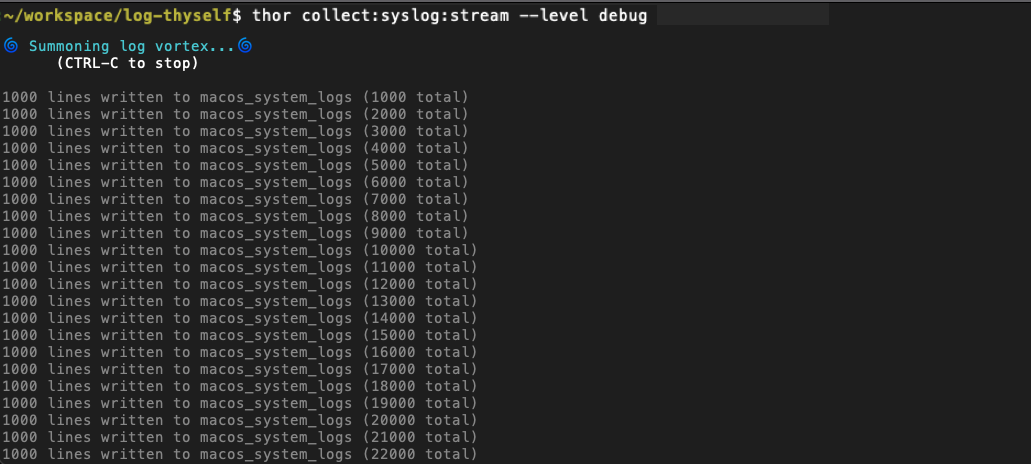 :~/workspace/log-thyself$ thor collect:syslog:stream --level debug
🌀 Summoning log vortex...🌀
(CTRL-C to stop)
1000 lines written to macos_system_logs (1000 total)
1000 lines written to macos_system_logs (2000 total)
1000 lines written to macos_system_logs (3000 total)
1000 lines written to macos_system_logs (4000 total)
1000 lines written to macos_system_logs (5000 total)
1000 lines written to macos_system_logs (6000 total)
1000 lines written to macos_system_logs (7000 total)
1000 lines written to macos_system_logs (8000 total)
1000 lines written to macos_system_logs (9000 total)
1000 lines written to macos_system_logs (10000 total)
1000 lines written to macos_system_logs (11000 total)
1000 lines written to macos_system_logs (12000 total)
1000 lines written to macos_system_logs (13000 total)
1000 lines written to macos_system_logs (14000 total)
1000 lines written to macos_system_logs (15000 total)
1000 lines written to macos_system_logs (16000 total)
1000 lines written to macos_system_logs (17000 total)
1000 lines written to macos_system_logs (18000 total)
1000 lines written to macos_system_logs (19000 total)
1000 lines written to macos_system_logs (20000 total)
1000 lines written to macos_system_logs (21000 total)
1000 lines written to macos_system_logs (22000 total)